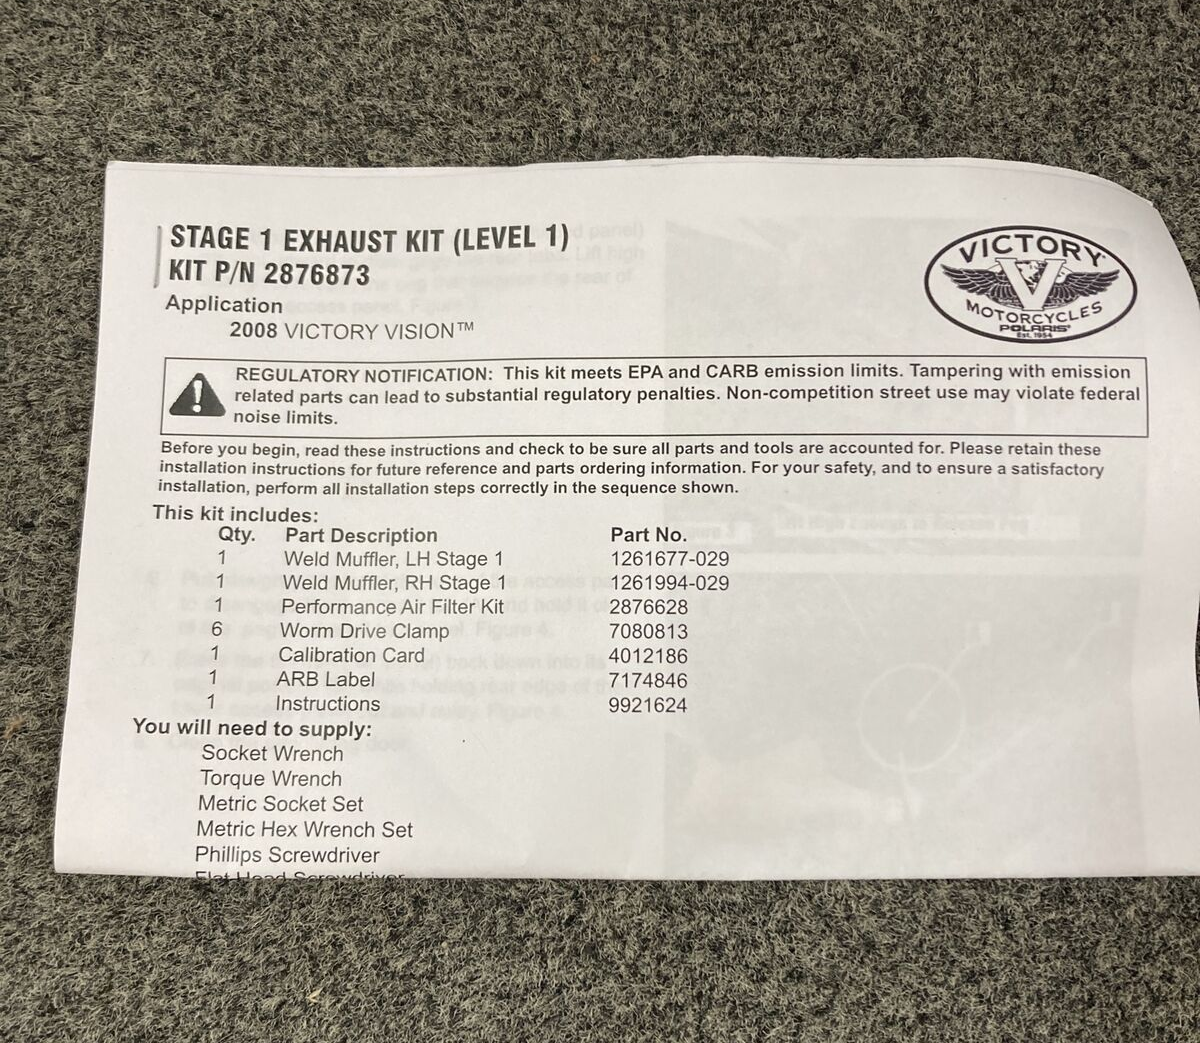 STAGE 1 EXHAUST KIT (LEVEL 1)
KIT P/N 2876873
Application
2008 VICTORY VISION™
VICTORY
MOTORCYCLES
POLARIS
Est. 1954
REGULATORY NOTIFICATION: This kit meets EPA and CARB emission limits. Tampering with emission
related parts can lead to substantial regulatory penalties. Non-competition street use may violate federal
noise limits.
Before you begin, read these instructions and check to be sure all parts and tools are accounted for. Please retain these
installation instructions for future reference and parts ordering information. For your safety, and to ensure a satisfactory
installation, perform all installation steps correctly in the sequence shown.
This kit includes:
Qty. Part Description Part No.
1 Weld Muffler, LH Stage 1 1261677-029
1 Weld Muffler, RH Stage 1 1261994-029
1 Performance Air Filter Kit 2876628
6 Worm Drive Clamp 7080813
1 Calibration Card 4012186
1 ARB Label 7174846
1 Instructions 9921624
You will need to supply:
Socket Wrench
Torque Wrench
Metric Socket Set
Metric Hex Wrench Set
Phillips Screwdriver
Flat Head Screwdriver